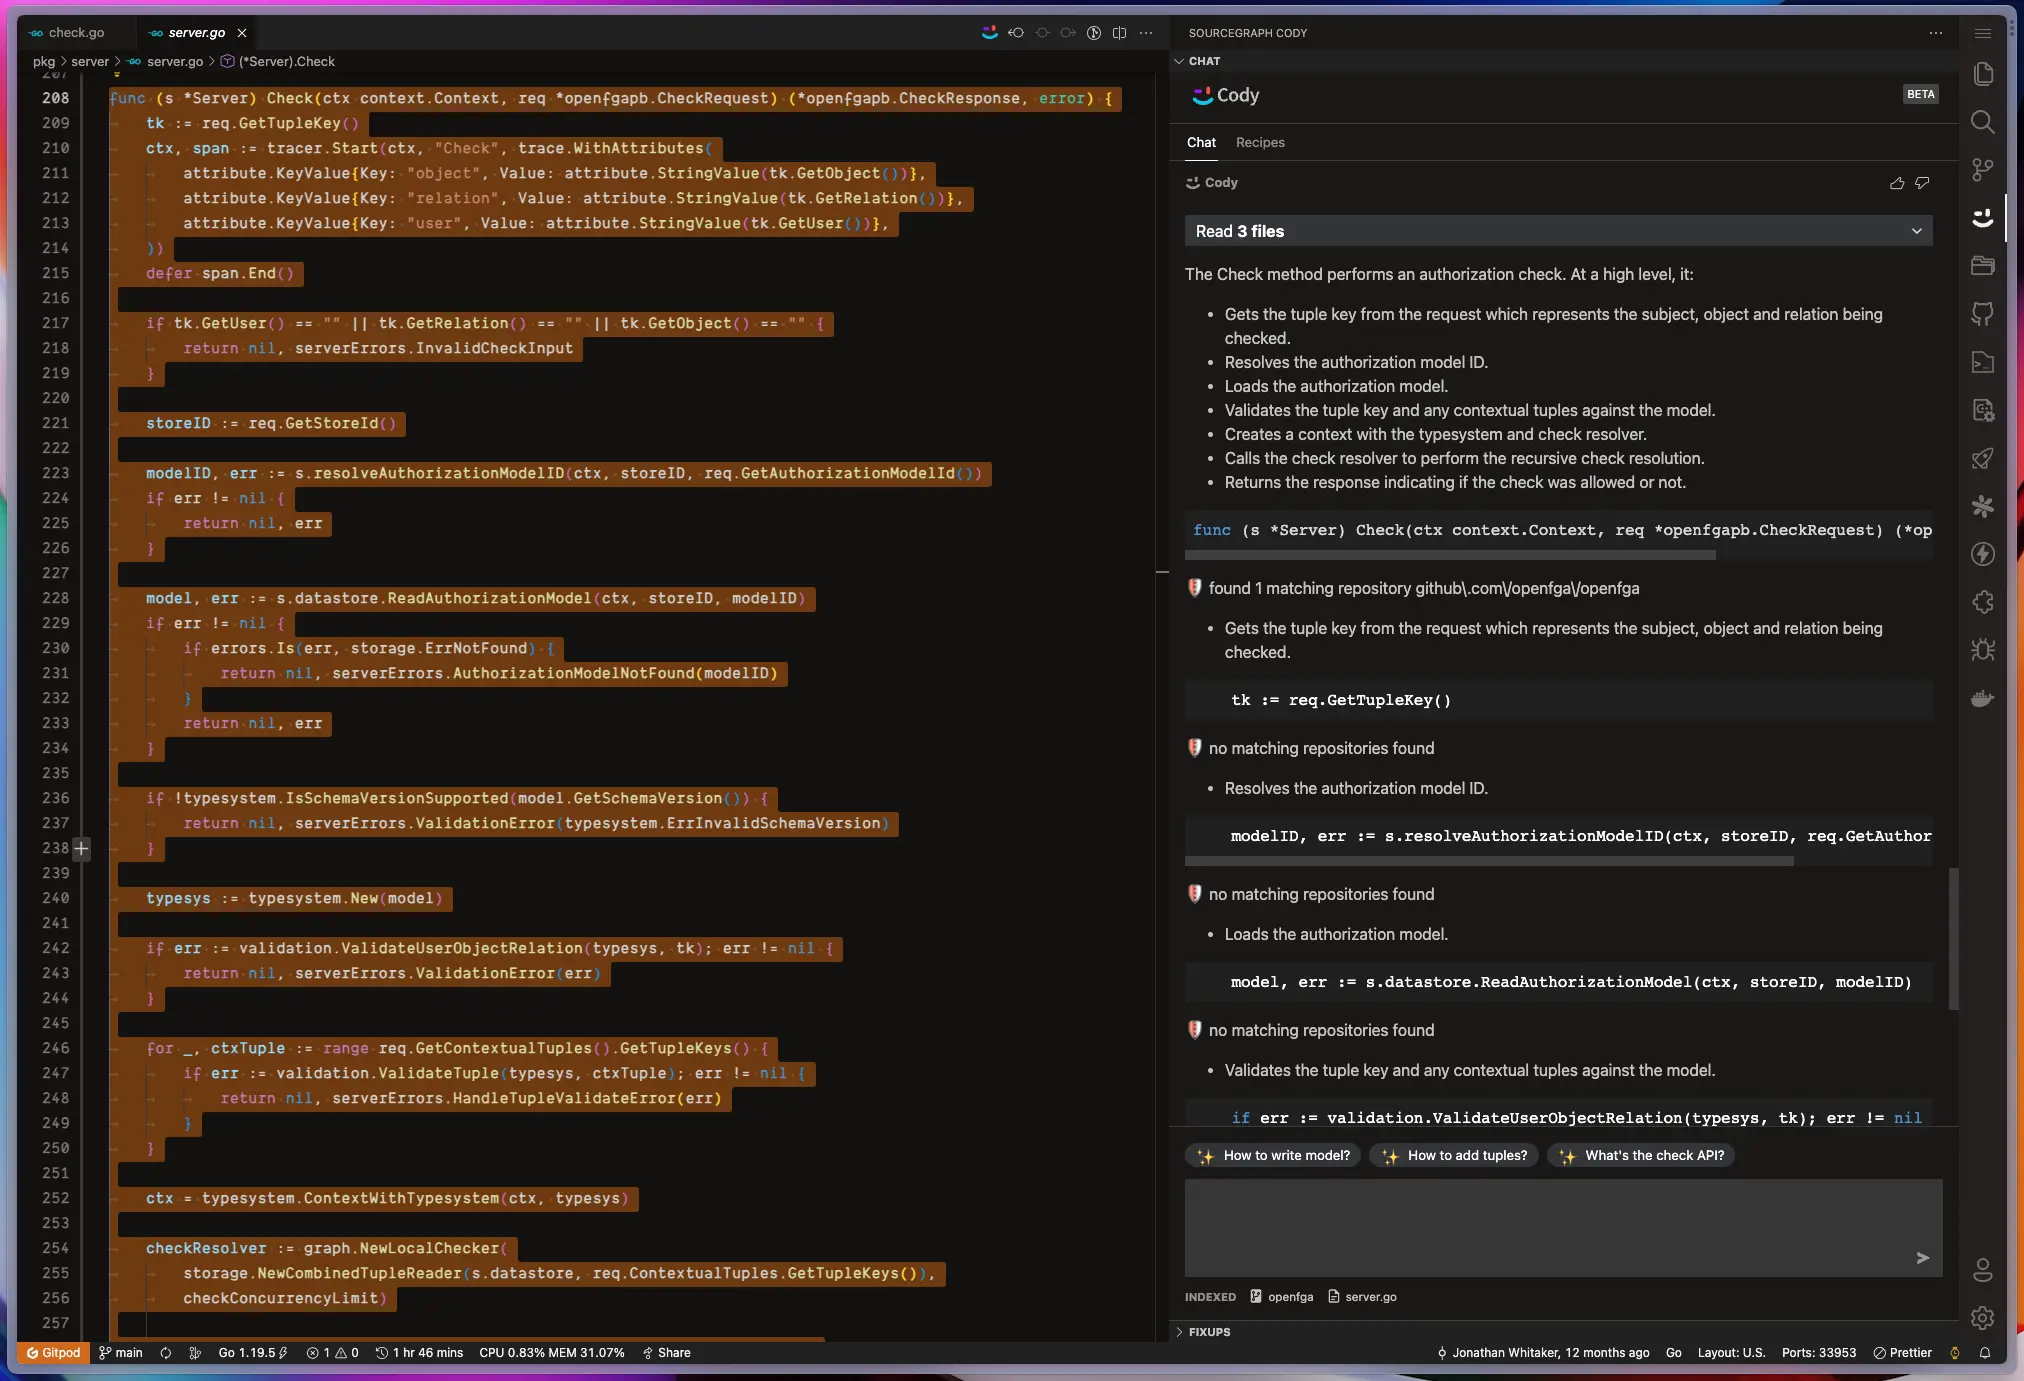 check.go
server.go
pkg > server > server.go > (*Server).Check
207
208 func (s *Server) Check(ctx context.Context, req *openfgapb.CheckRequest) (*openfgapb.CheckResponse, error) {
209 tk := req.GetTupleKey()
210 ctx, span := tracer.Start(ctx, "Check", trace.WithAttributes(
211 attribute.KeyValue{Key: "object", Value: attribute.StringValue(tk.GetObject())},
212 attribute.KeyValue{Key: "relation", Value: attribute.StringValue(tk.GetRelation())},
213 attribute.KeyValue{Key: "user", Value: attribute.StringValue(tk.GetUser())},
214 ))
215 defer span.End()
216
217 if tk.GetUser() == "" || tk.GetRelation() == "" || tk.GetObject() == "" {
218 return nil, serverErrors.InvalidCheckInput
219 }
220
221 storeID := req.GetStoreId()
222
223 modelID, err := s.resolveAuthorizationModelID(ctx, storeID, req.GetAuthorizationModelId())
224 if err != nil {
225 return nil, err
226 }
227
228 model, err := s.datastore.ReadAuthorizationModel(ctx, storeID, modelID)
229 if err != nil {
230 if errors.Is(err, storage.ErrNotFound) {
231 return nil, serverErrors.AuthorizationModelNotFound(modelID)
232 }
233 return nil, err
234 }
235
236 if !typesystem.IsSchemaVersionSupported(model.GetSchemaVersion()) {
237 return nil, serverErrors.ValidationError(typesystem.ErrInvalidSchemaVersion)
238 }
239
240 typesys := typesystem.New(model)
241
242 if err := validation.ValidateUserObjectRelation(typesys, tk); err != nil {
243 return nil, serverErrors.ValidationError(err)
244 }
245
246 for _, ctxTuple := range req.GetContextualTuples().GetTupleKeys() {
247 if err := validation.ValidateTuple(typesys, ctxTuple); err != nil {
248 return nil, serverErrors.HandleTupleValidateError(err)
249 }
250 }
251
252 ctx = typesystem.ContextWithTypesystem(ctx, typesys)
253
254 checkResolver := graph.NewLocalChecker(
255 storage.NewCombinedTupleReader(s.datastore, req.ContextualTuples.GetTupleKeys()),
256 checkConcurrencyLimit)
257
SOURCEGRAPH CODY
CHAT
Cody
BETA
Chat Recipes
Cody
Read 3 files
The Check method performs an authorization check. At a high level, it:
• Gets the tuple key from the request which represents the subject, object and relation being
checked.
• Resolves the authorization model ID.
• Loads the authorization model.
• Validates the tuple key and any contextual tuples against the model.
• Creates a context with the typesystem and check resolver.
• Calls the check resolver to perform the recursive check resolution.
• Returns the response indicating if the check was allowed or not.
func (s *Server) Check(ctx context.Context, req *openfgapb.CheckRequest) (*op
found 1 matching repository github\.com\/openfga\/openfga
• Gets the tuple key from the request which represents the subject, object and relation being
checked.
tk := req.GetTupleKey()
no matching repositories found
• Resolves the authorization model ID.
modelID, err := s.resolveAuthorizationModelID(ctx, storeID, req.GetAuthor
no matching repositories found
• Loads the authorization model.
model, err := s.datastore.ReadAuthorizationModel(ctx, storeID, modelID)
no matching repositories found
• Validates the tuple key and any contextual tuples against the model.
if err := validation.ValidateUserObjectRelation(typesys, tk); err != nil
How to write model?
How to add tuples?
What's the check API?
INDEXED openfga server.go
FIXUPS
Gitpod main Go 1.19.5 1 0 1 hr 46 mins CPU 0.83% MEM 31.07% Share
Jonathan Whitaker, 12 months ago Go Layout: U.S. Ports: 33953 Prettier